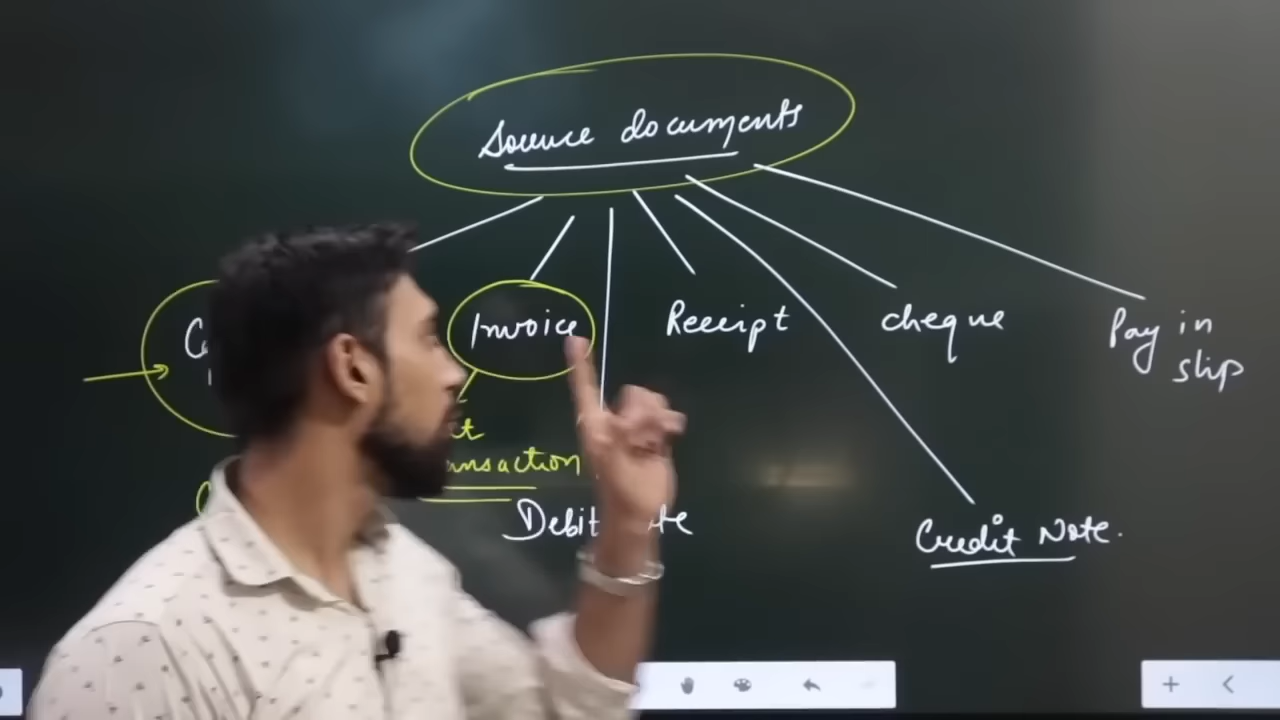 Source documents
Invoice
Receipt
cheque
Pay in
slip
Debit
Credit Note.